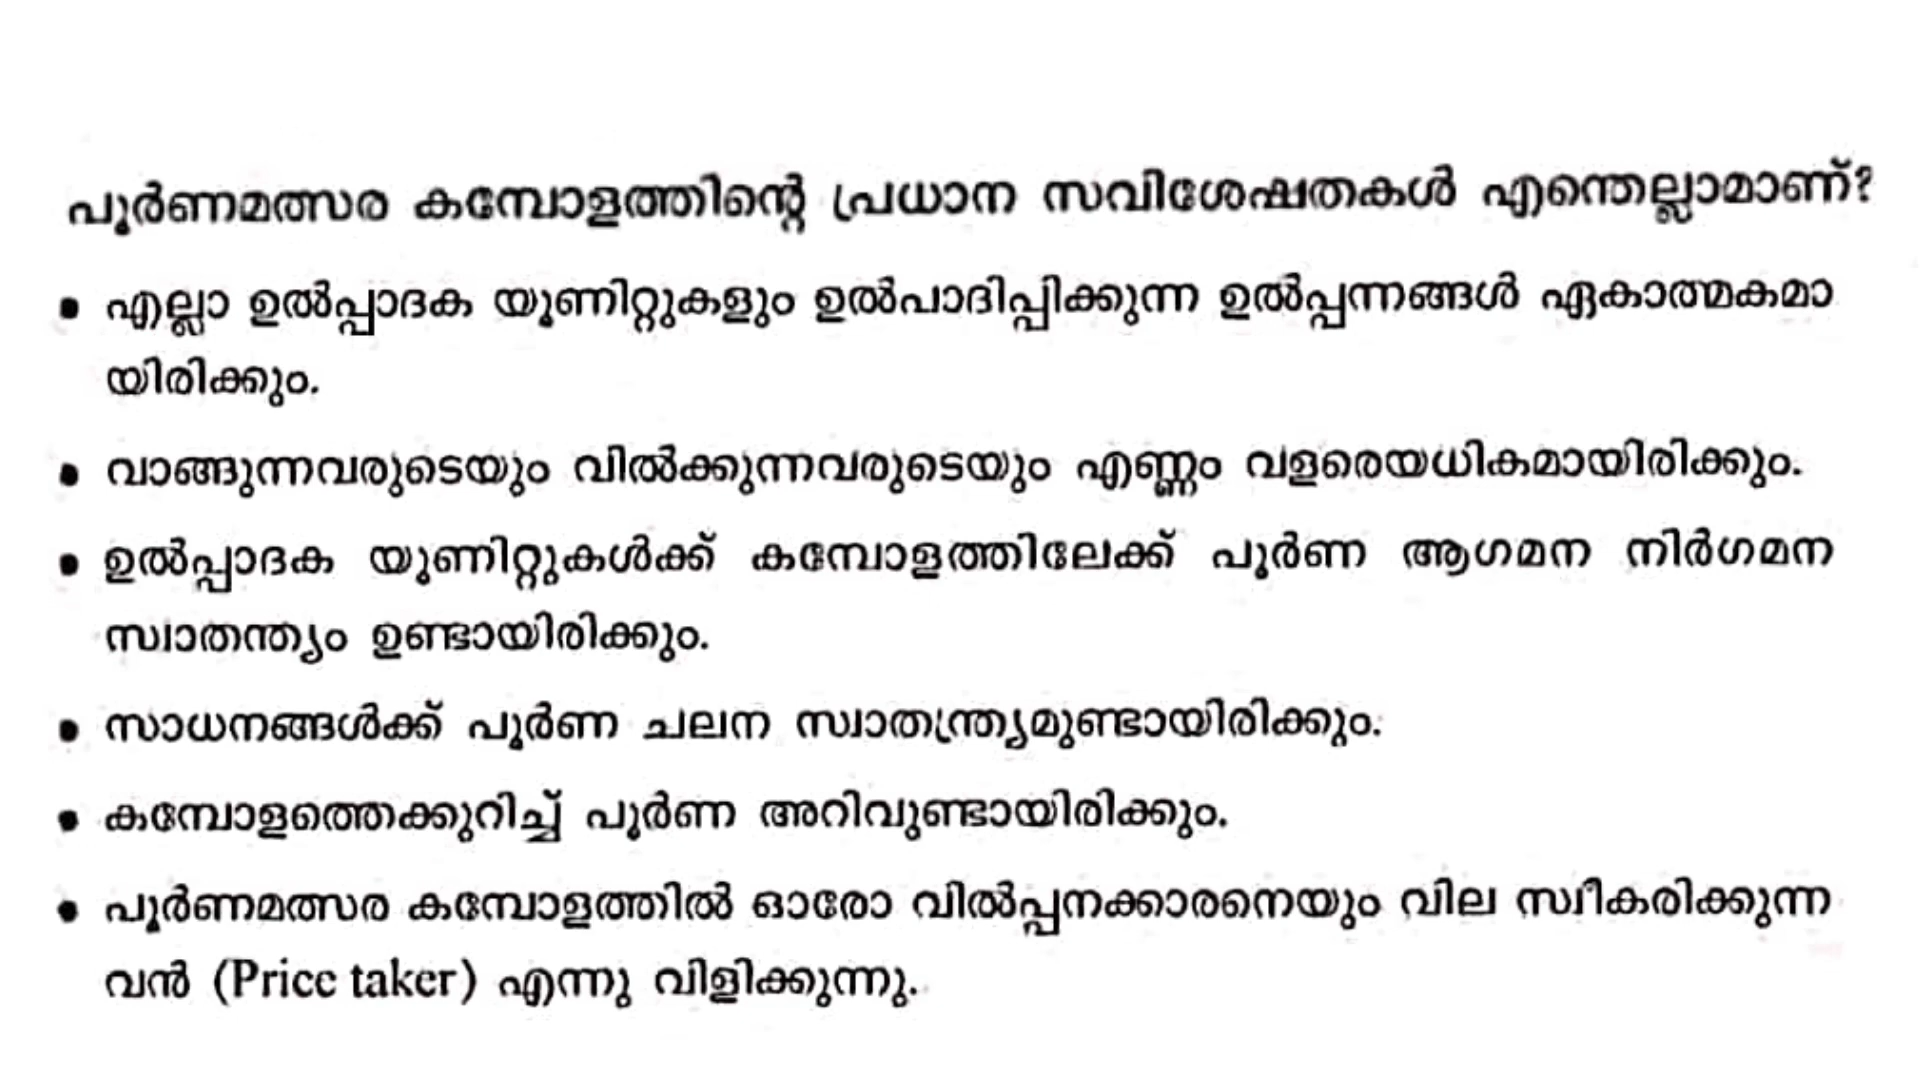 പൂർണമത്സര കമ്പോളത്തിന്റെ പ്രധാന സവിശേഷതകൾ എന്തെല്ലാമാണ്?
• എല്ലാ ഉൽപ്പാദക യൂണിറ്റുകളും ഉൽപാദിപ്പിക്കുന്ന ഉൽപ്പന്നങ്ങൾ ഏകാത്മകമാ
യിരിക്കും.
• വാങ്ങുന്നവരുടെയും വിൽക്കുന്നവരുടെയും എണ്ണം വളരെയധികമായിരിക്കും.
• ഉൽപ്പാദക യൂണിറ്റുകൾക്ക് കമ്പോളത്തിലേക്ക് പൂർണ ആഗമന നിർഗമന
സ്വാതന്ത്യം ഉണ്ടായിരിക്കും.
• സാധനങ്ങൾക്ക് പൂർണ ചലന സ്വാതന്ത്ര്യമുണ്ടായിരിക്കും.
• കമ്പോളത്തെക്കുറിച്ച് പൂർണ അറിവുണ്ടായിരിക്കും.
• പൂർണമത്സര കമ്പോളത്തിൽ ഓരോ വിൽപ്പനക്കാരനെയും വില സ്വീകരിക്കുന്ന
വൻ (Price taker) എന്നു വിളിക്കുന്നു.